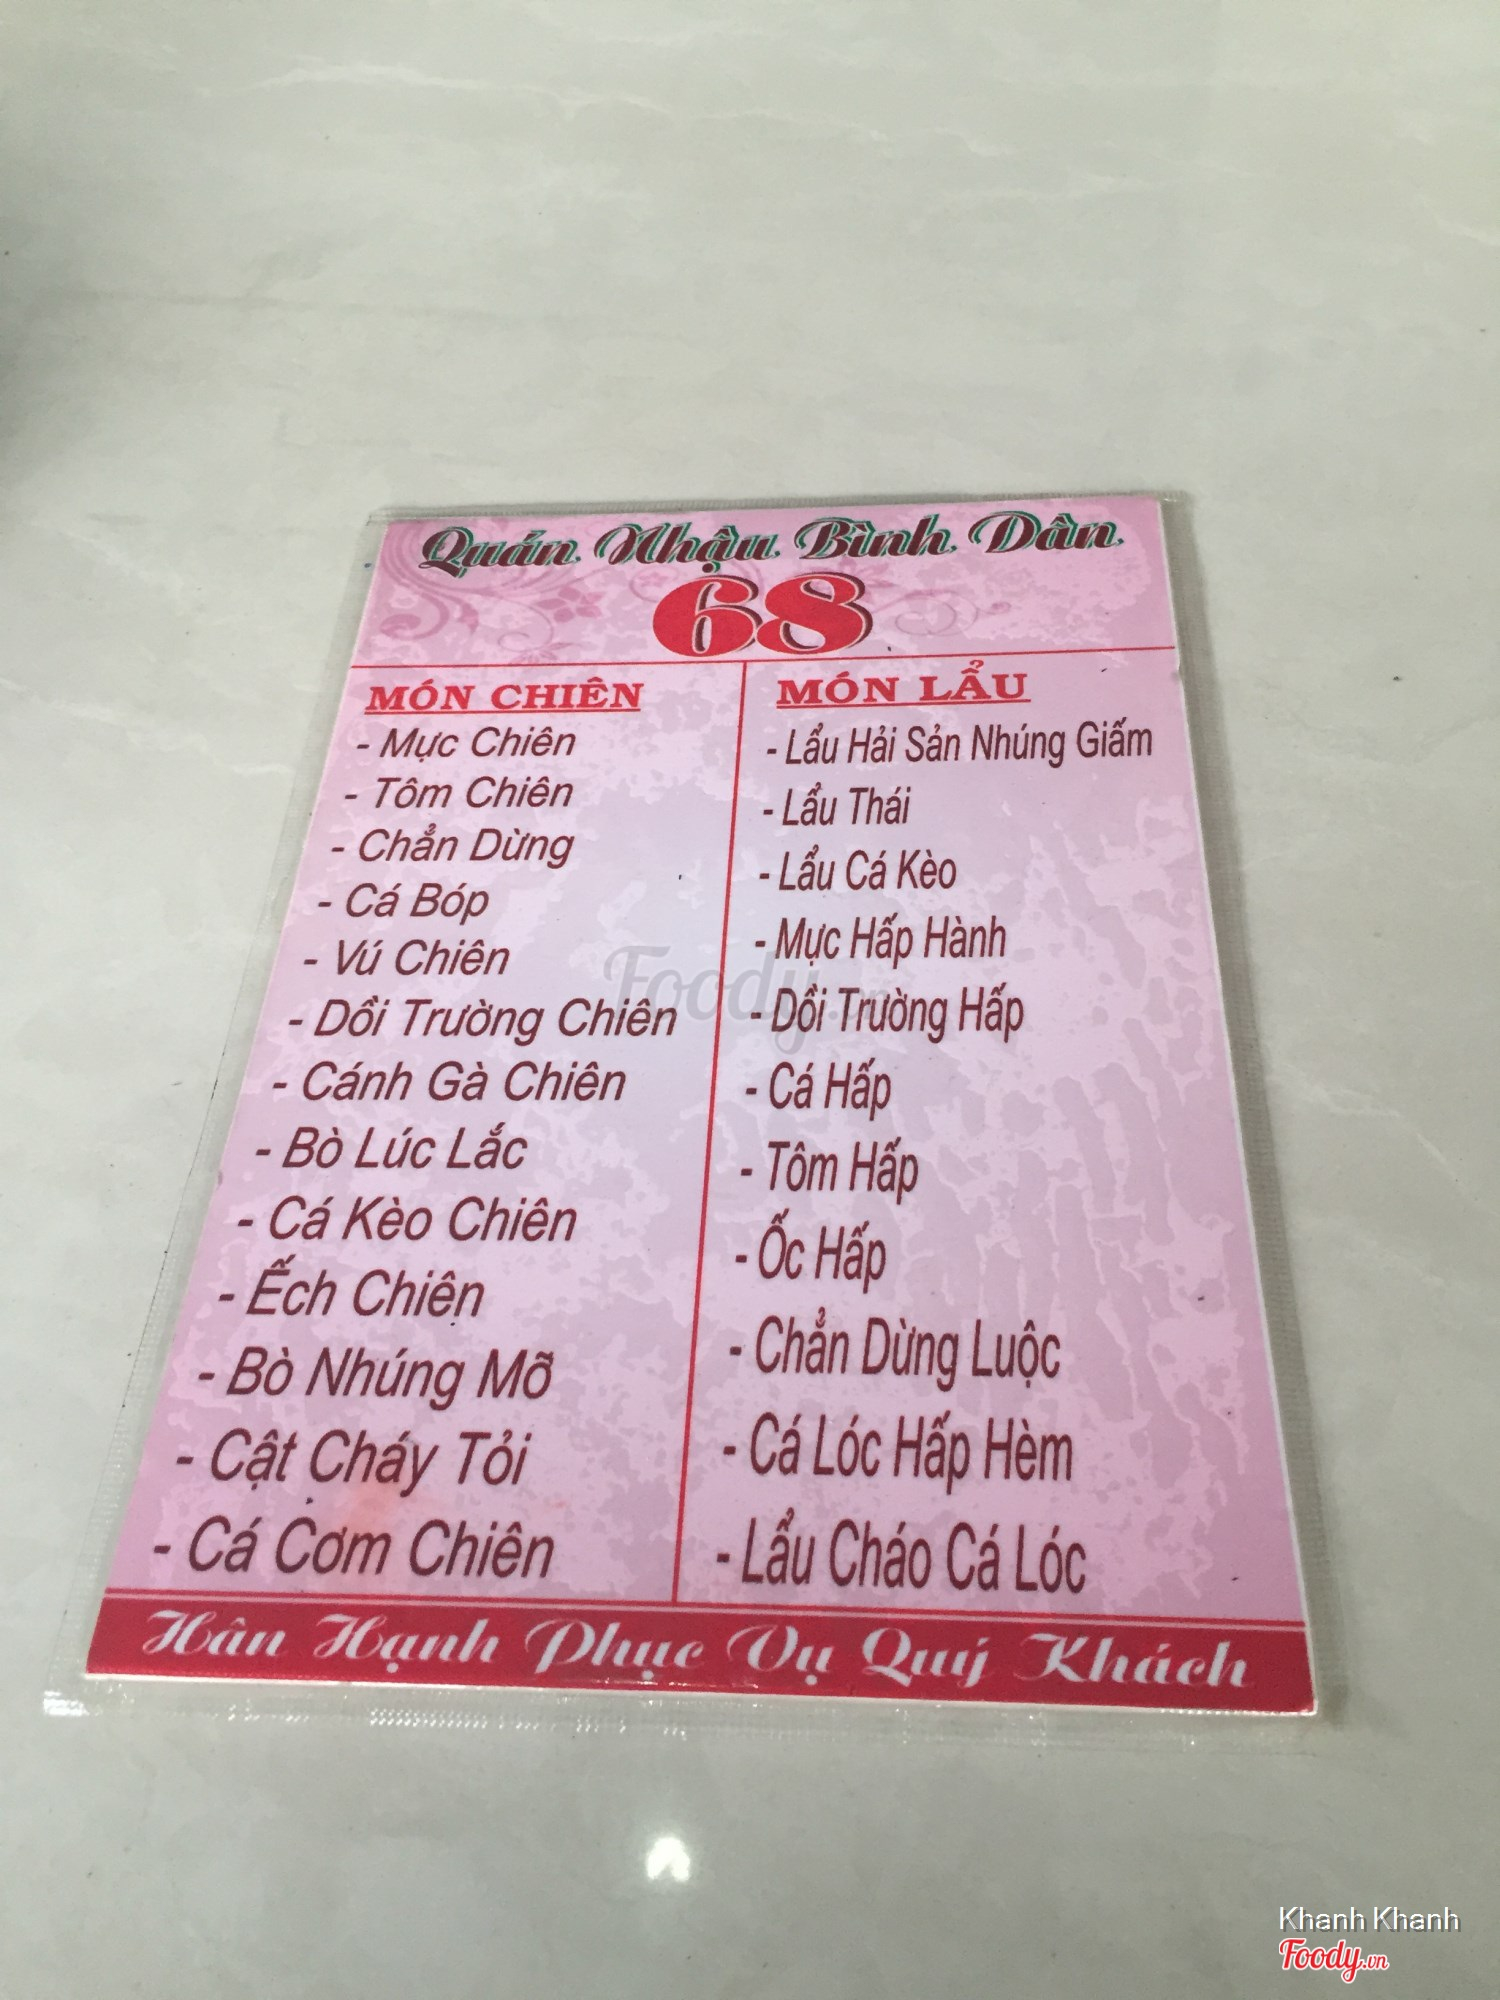 Quán Nhậu Bình Dân
68
MÓN CHIÊN
- Mực Chiên
- Tôm Chiên
- Chẳn Dừng
- Cá Bóp
- Vú Chiên
- Dồi Trường Chiên
- Cánh Gà Chiên
- Bò Lúc Lắc
- Cá Kèo Chiên
- Ếch Chiên
- Bò Nhúng Mỡ
- Cật Cháy Tỏi
- Cá Cơm Chiên
MÓN LẨU
- Lẩu Hải Sản Nhúng Giấm
- Lẩu Thái
- Lẩu Cá Kèo
- Mực Hấp Hành
- Dồi Trường Hấp
- Cá Hấp
- Tôm Hấp
- Ốc Hấp
- Chẳn Dừng Luộc
- Cá Lóc Hấp Hèm
- Lẩu Cháo Cá Lóc
Hân Hạnh Phục Vụ Quý Khách
Foody.vn
Khanh Khanh
Foody.vn